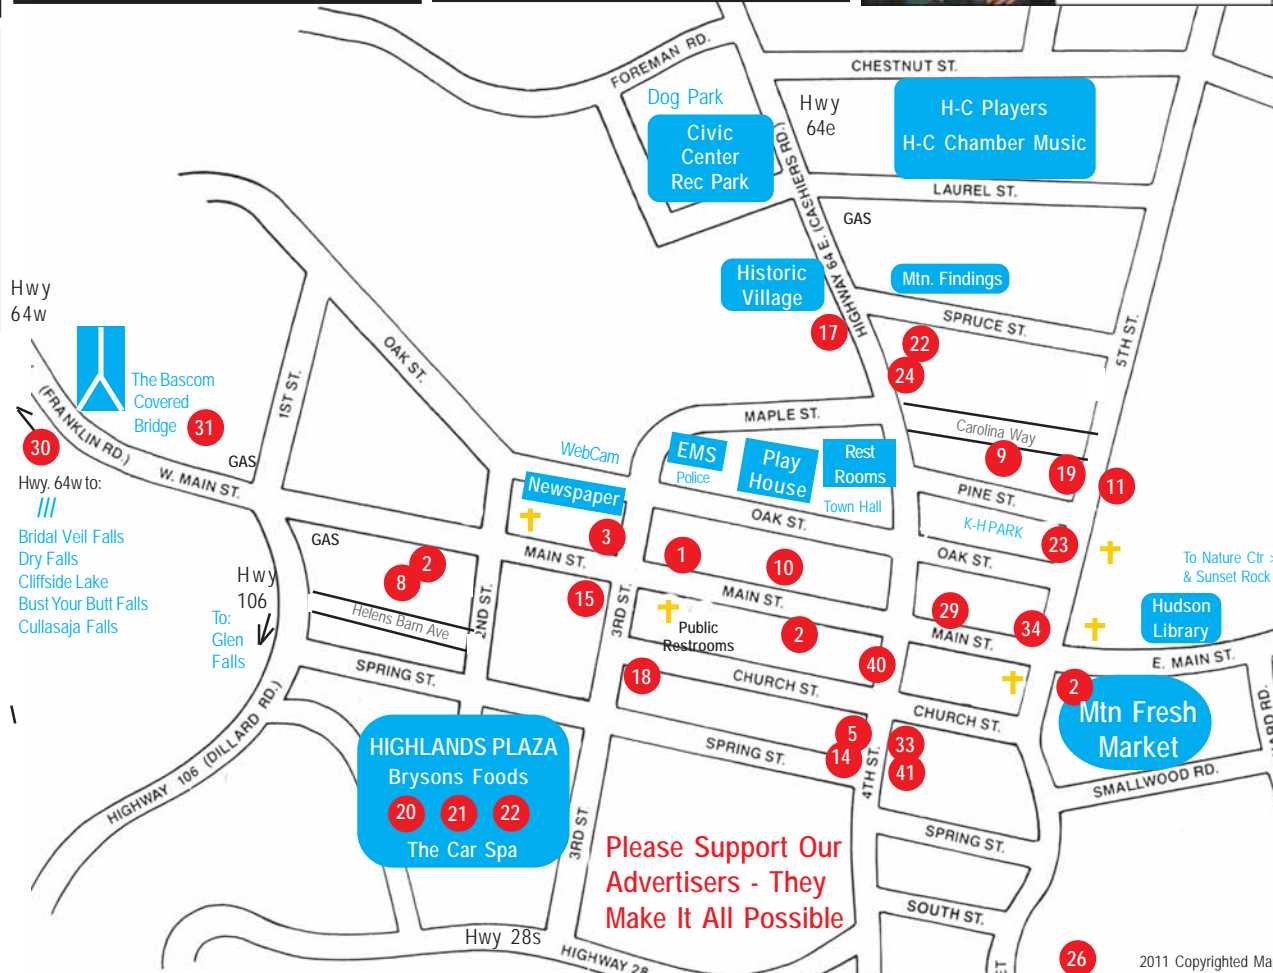 FOREMAN RD.
CHESTNUT ST.
Dog Park
Civic
Center
Rec Park
Hwy
64e
H-C Players
H-C Chamber Music
LAUREL ST.
GAS
HIGHWAY 64 E. (CASHIERS RD.)
Historic
Village
Mtn. Findings
17
SPRUCE ST.
5TH ST.
22
24
Hwy
64w
The Bascom
Covered
Bridge
31
30
(FRANKLIN RD.)
GAS
W. MAIN ST.
1ST ST.
OAK ST.
Hwy. 64w to:
///
Bridal Veil Falls
Dry Falls
Cliffside Lake
Bust Your Butt Falls
Cullasaja Falls
MAPLE ST.
Carolina Way
9
19
11
WebCam
EMS
Police
Play
House
Rest
Rooms
Town Hall
Newspaper
PINE ST.
OAK ST.
K-H PARK
23
OAK ST.
3
GAS
2
8
MAIN ST.
1
10
To Nature Ctr >
& Sunset Rock
Hwy
106
To:
Glen
Falls
Helens Barn Ave
2ND ST.
15
3RD ST.
MAIN ST.
Public
Restrooms
2
29
MAIN ST.
34
Hudson
Library
E. MAIN ST.
40
SPRING ST.
18
CHURCH ST.
2
Mtn Fresh
Market
CHURCH ST.
HIGHWAY 106 (DILLARD RD.)
HIGHLANDS PLAZA
Brysons Foods
20
21
22
The Car Spa
SPRING ST.
5
14
4TH ST.
33
41
SMALLWOOD RD.
3RD ST.
Please Support Our
Advertisers - They
Make It All Possible
SPRING ST.
SOUTH ST.
Hwy 28s
HIGHWAY 28
26
2011 Copyrighted Ma